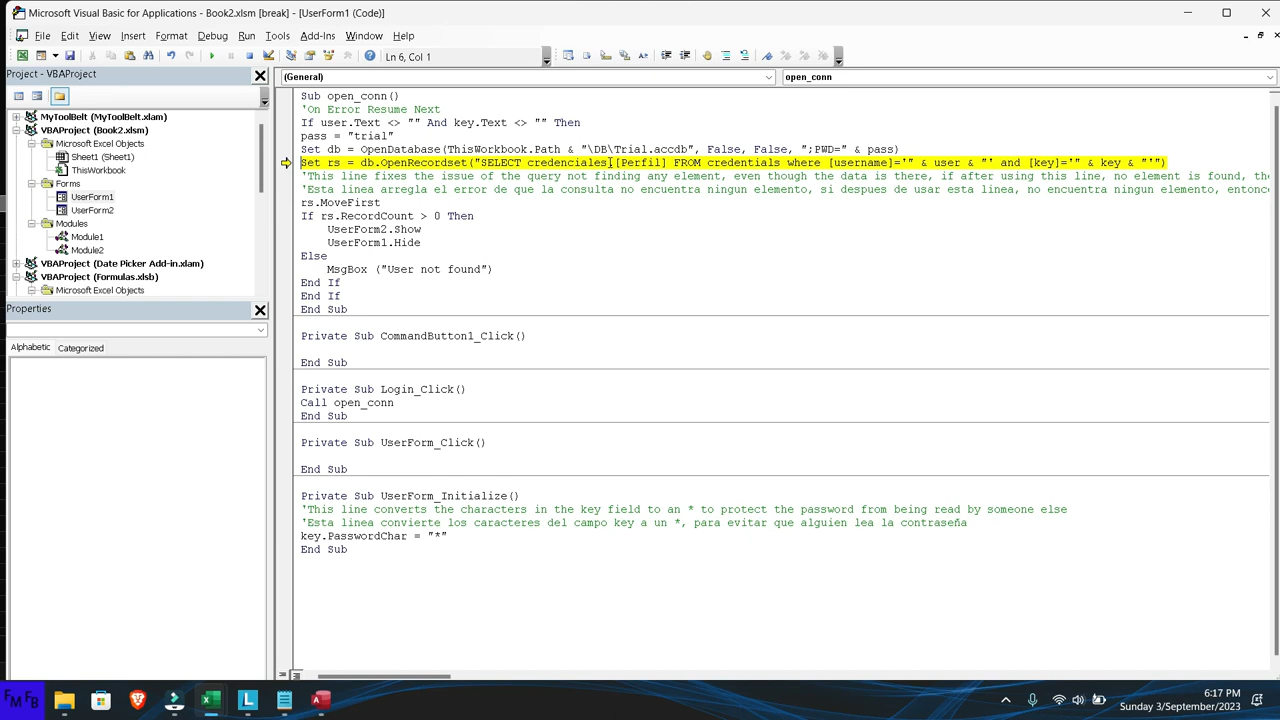 Microsoft Visual Basic for Applications - Book2.xlsm [break] - [UserForm1 (Code)]
File Edit View Insert Format Debug Run Tools Add-Ins Window Help
Ln 6, Col 1
Project - VBAProject
(General)
open_conn
MyToolBelt (MyToolBelt.xlam)
VBAProject (Book2.xlsm)
Microsoft Excel Objects
Sheet1 (Sheet1)
ThisWorkbook
Forms
UserForm1
UserForm2
Modules
Module1
Module2
VBAProject (Date Picker Add-in.xlam)
VBAProject (Formulas.xlsb)
Microsoft Excel Objects
Properties
Alphabetic Categorized
Sub open_conn()
'On Error Resume Next
If user.Text <> "" And key.Text <> "" Then
pass = "trial"
Set db = OpenDatabase(ThisWorkbook.Path & "\DB\Trial.accdb", False, False, ";PWD=" & pass)
Set rs = db.OpenRecordset("SELECT credenciales.[Perfil] FROM credentials where [username]='" & user & "' and [key]='" & key & "'")
'This line fixes the issue of the query not finding any element, even though the data is there, if after using this line, no element is found, the
'Esta linea arregla el error de que la consulta no encuentra ningun elemento, si despues de usar esta linea, no encuentra ningun elemento, entonc
rs.MoveFirst
If rs.RecordCount > 0 Then
UserForm2.Show
UserForm1.Hide
Else
MsgBox ("User not found")
End If
End If
End Sub
Private Sub CommandButton1_Click()
End Sub
Private Sub Login_Click()
Call open_conn
End Sub
Private Sub UserForm_Click()
End Sub
Private Sub UserForm_Initialize()
'This line converts the characters in the key field to an * to protect the password from being read by someone else
'Esta linea convierte los caracteres del campo key a un *, para evitar que alguien lea la contraseña
key.PasswordChar = "*"
End Sub
FM FB
6:17 PM
Sunday 3/September/2023